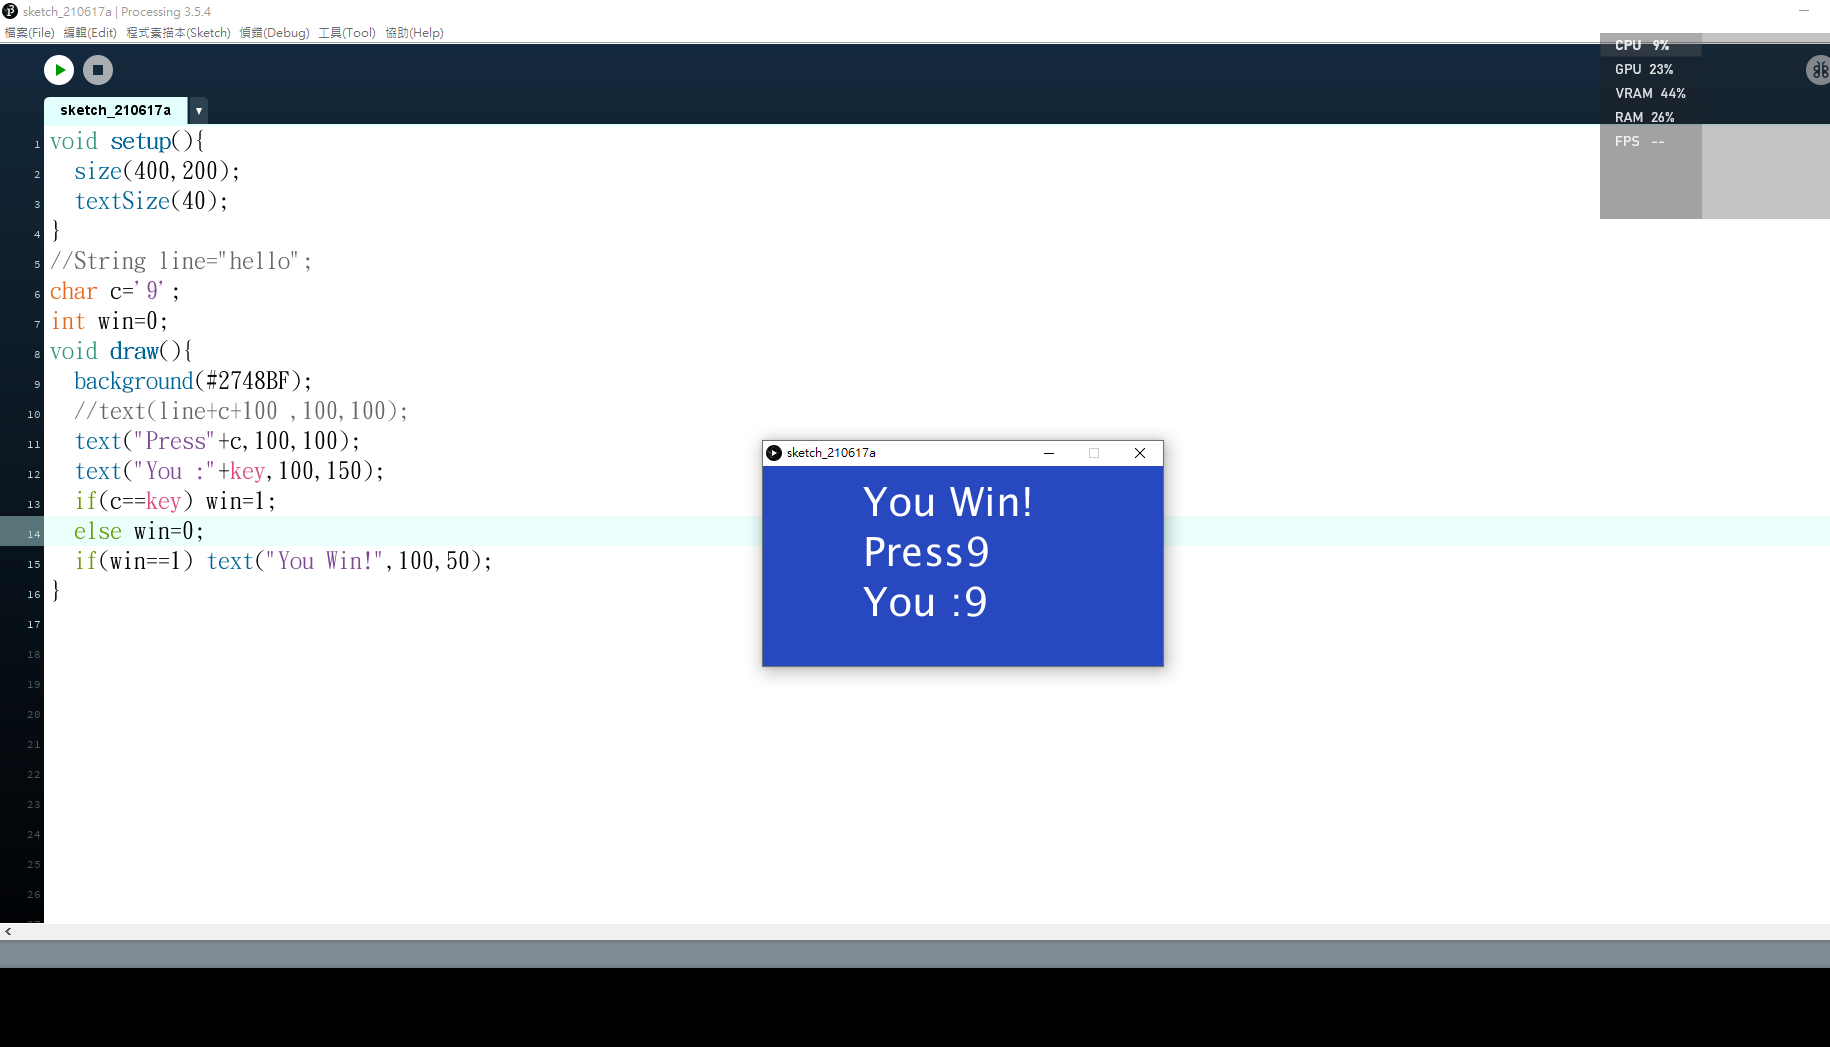 sketch_210617a | Processing 3.5.4
檔案(File) 編輯(Edit) 程式素描本(Sketch) 偵錯(Debug) 工具(Tool) 協助(Help)
CPU 9%
GPU 23%
VRAM 44%
RAM 26%
FPS --
sketch_210617a
1 void setup(){
2   size(400,200);
3   textSize(40);
4 }
5 //String line="hello";
6 char c='9';
7 int win=0;
8 void draw(){
9   background(#2748BF);
10   //text(line+c+100 ,100,100);
11   text("Press"+c,100,100);
12   text("You :"+key,100,150);
13   if(c==key) win=1;
14   else win=0;
15   if(win==1) text("You Win!",100,50);
16 }
17
18
19
20
21
22
23
24
25
26
sketch_210617a
You Win!
Press9
You :9